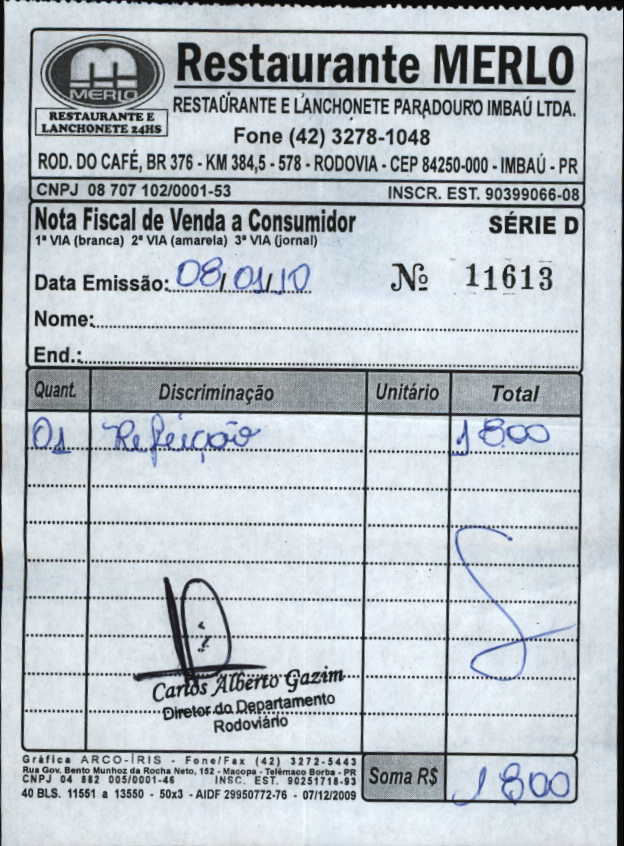 MERLO
RESTAURANTE E
LANCHONETE 24HS
Restaurante MERLO
RESTAURANTE E LANCHONETE PARADOURO IMBAÚ LTDA.
Fone (42) 3278-1048
ROD. DO CAFÉ, BR 376 - KM 384,5 - 578 - RODOVIA - CEP 84250-000 - IMBAÚ - PR
CNPJ 08 707 102/0001-53 INSCR. EST. 90399066-08
Nota Fiscal de Venda a Consumidor SÉRIE D
1ª VIA (branca) 2ª VIA (amarela) 3ª VIA (jornal)
Data Emissão: 08/01/10 Nº 11613
Nome:
End.:
Quant. Discriminação Unitário Total
01 Refeição 1800
Carlos Alberto Gazim
Diretor do Departamento
Rodoviário
Gráfica ARCO-ÍRIS - Fone/Fax (42) 3272-5443
Rua Gov. Bento Munhoz da Rocha Neto, 152 - Macopa - Telêmaco Borba - PR
CNPJ 04 882 005/0001-46 INSC. EST. 90251718-93
40 BLS. 11551 a 13550 - 50x3 - AIDF 29950772-76 - 07/12/2009
Soma R$ 1800